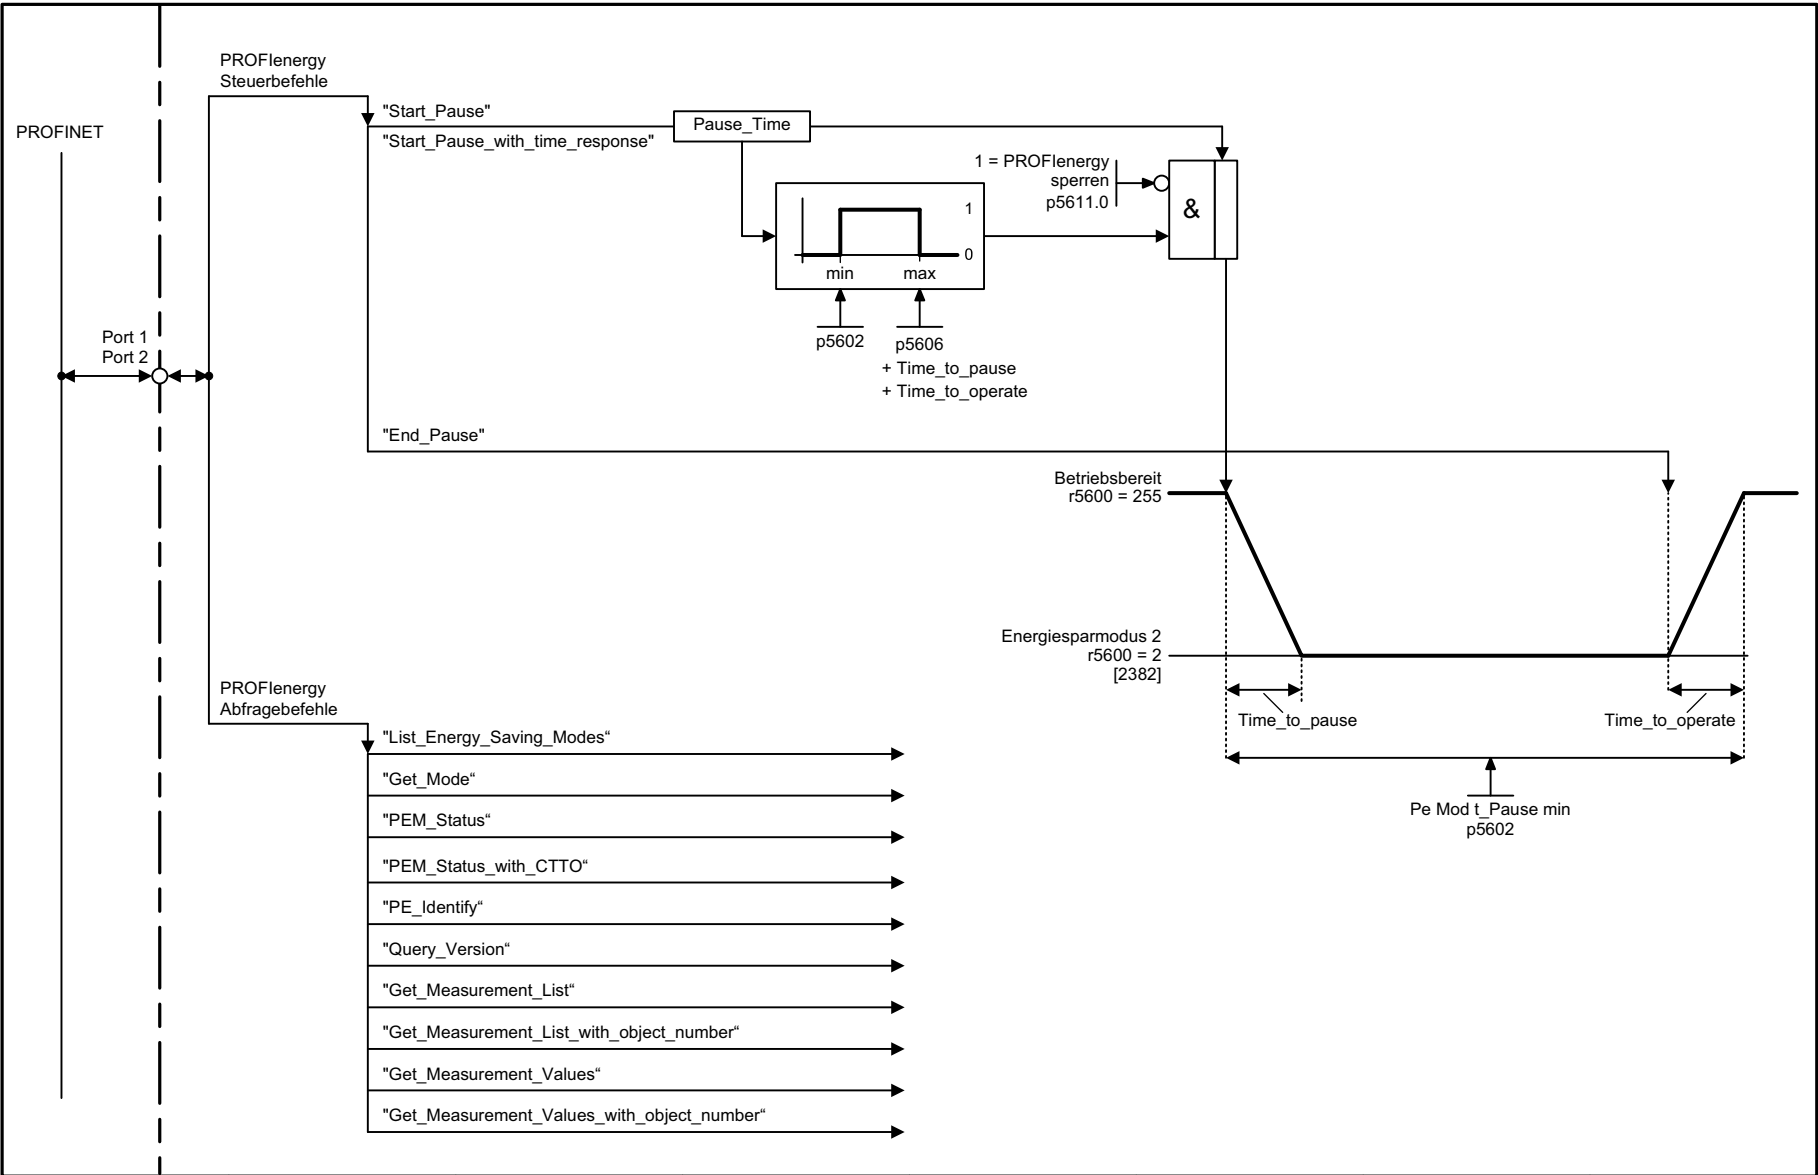 PROFINET
Port 1
Port 2
PROFIenergy
Steuerbefehle
"Start_Pause"
"Start_Pause_with_time_response"
Pause_Time
1 = PROFIenergy
sperren
p5611.0
&
1
0
min max
p5602
p5606
+ Time_to_pause
+ Time_to_operate
"End_Pause"
Betriebsbereit
r5600 = 255
Energiesparmodus 2
r5600 = 2
[2382]
Time_to_pause
Time_to_operate
Pe Mod t_Pause min
p5602
PROFIenergy
Abfragebefehle
"List_Energy_Saving_Modes“
"Get_Mode“
"PEM_Status“
"PEM_Status_with_CTTO“
"PE_Identify“
"Query_Version“
"Get_Measurement_List“
"Get_Measurement_List_with_object_number“
"Get_Measurement_Values“
"Get_Measurement_Values_with_object_number“